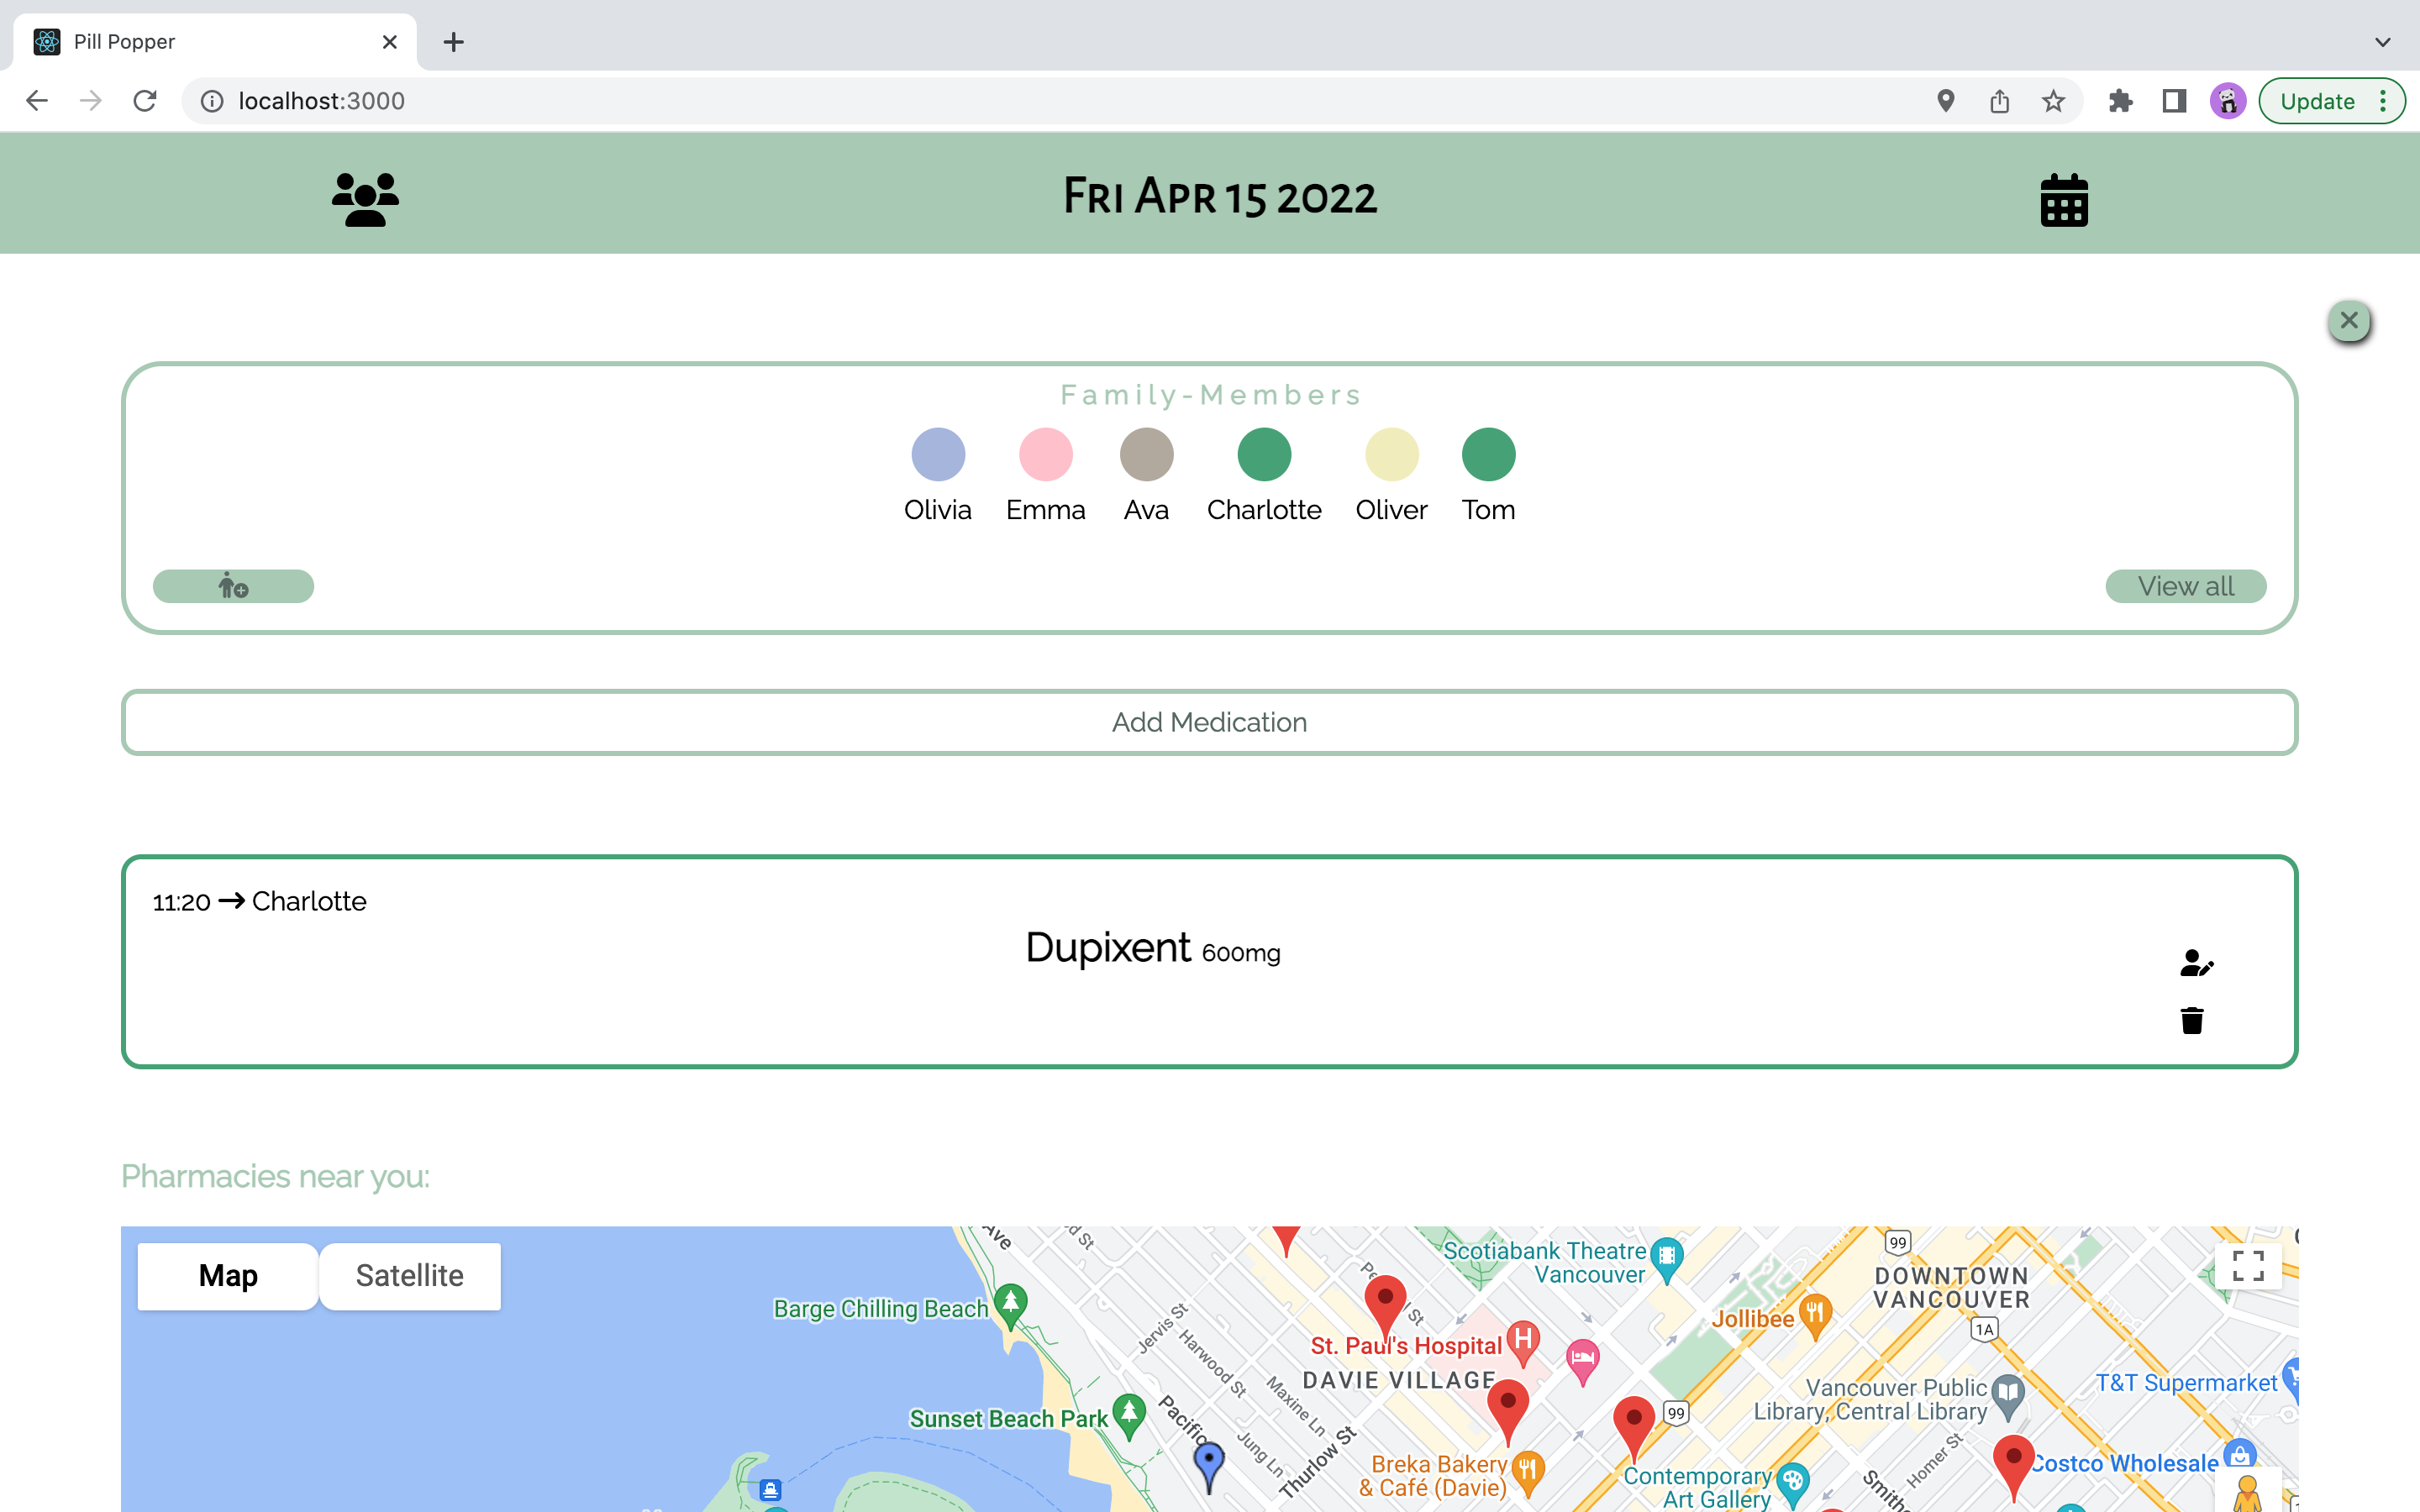 Pill Popper
localhost:3000
Update
Fri Apr 15 2022
Family-Members
Olivia Emma Ava Charlotte Oliver Tom
View all
Add Medication
11:20 → Charlotte
Dupixent 600mg
Pharmacies near you:
Map Satellite
Ave
Scotiabank Theatre
Vancouver
99
DOWNTOWN
VANCOUVER
Barge Chilling Beach
Jervis St
Jollibee
1A
St. Paul's Hospital
H
Harwood St
DAVIE VILLAGE
Maxine Ln
Vancouver Public
Library, Central Library
T&T Supermarket
Sunset Beach Park
Pacific
99
Jung Ln
Thurlow St
Homer St
Breka Bakery
& Café (Davie)
Costco Wholesale
Contemporary
Art Gallery